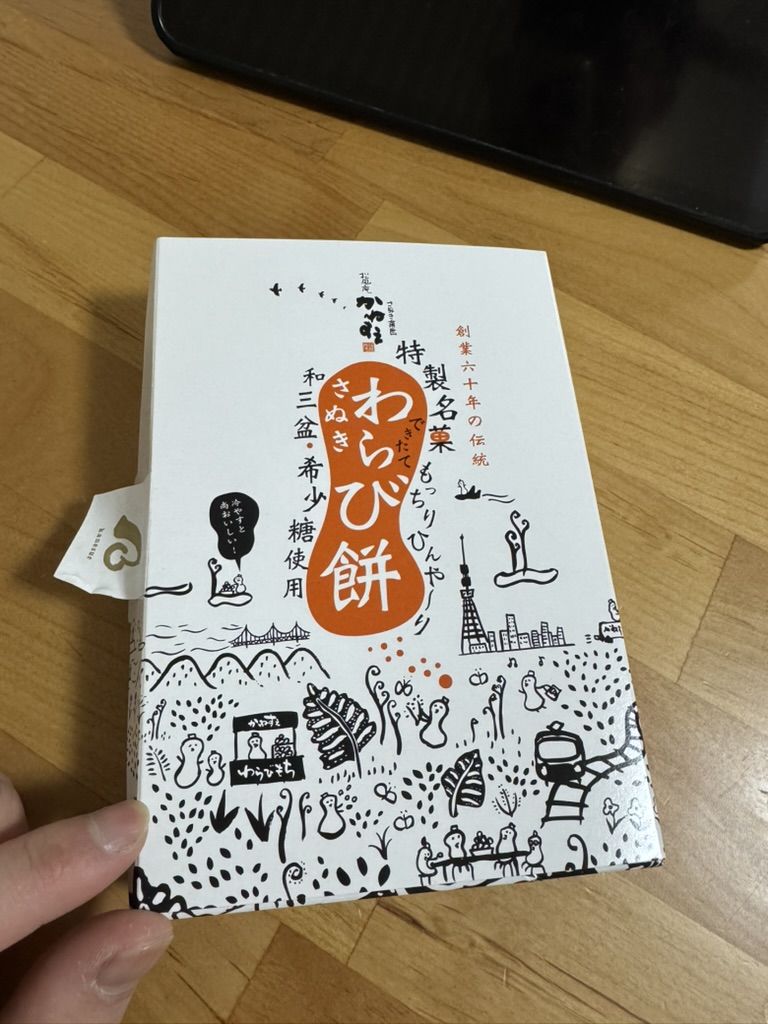 創業六十年の伝統
特製名菓
できたて
もっちりひんや〜り
お菓庵
かねすえ
さぬき
わらび餅
和三盆・希少糖使用
冷やすと
尚おいしい!
kanesue
かねすえ
わらびもち